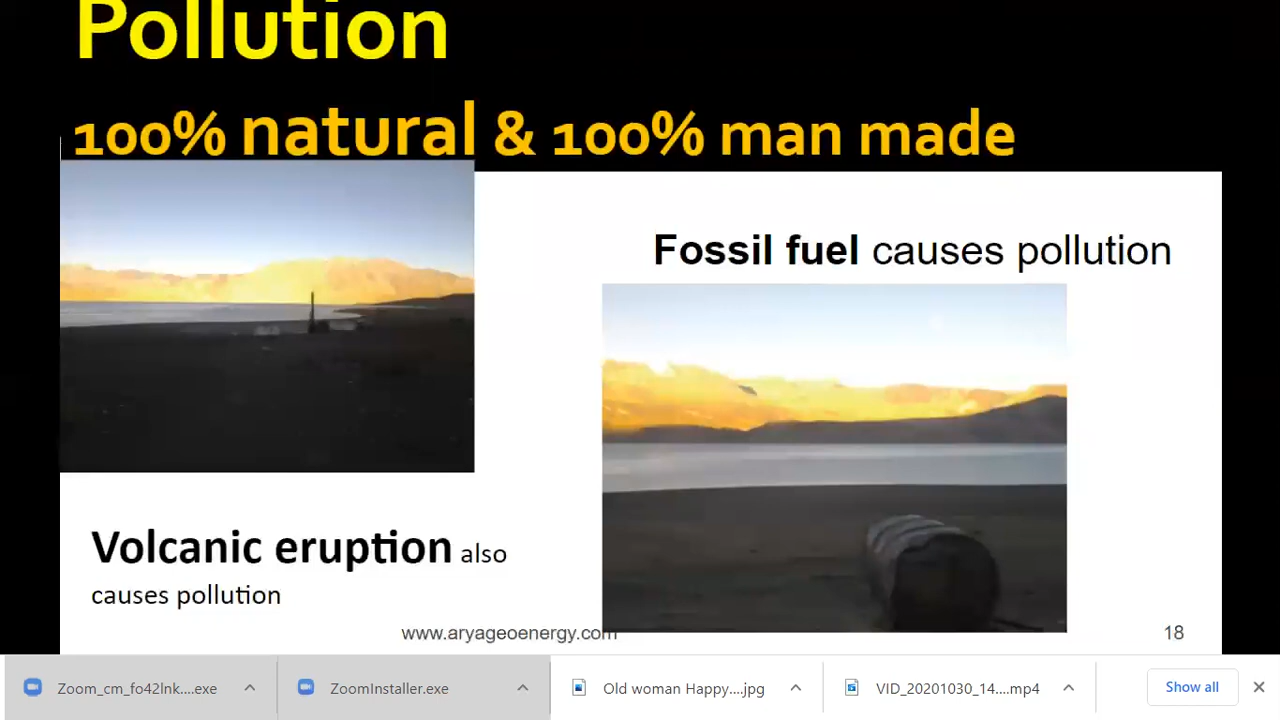 Pollution
100% natural & 100% man made
Fossil fuel causes pollution
Volcanic eruption also
causes pollution
www.aryageoenergy.com
18
Zoom_cm_fo42lnk....exe
ZoomInstaller.exe
Old woman Happy....jpg
VID_20201030_14....mp4
Show all